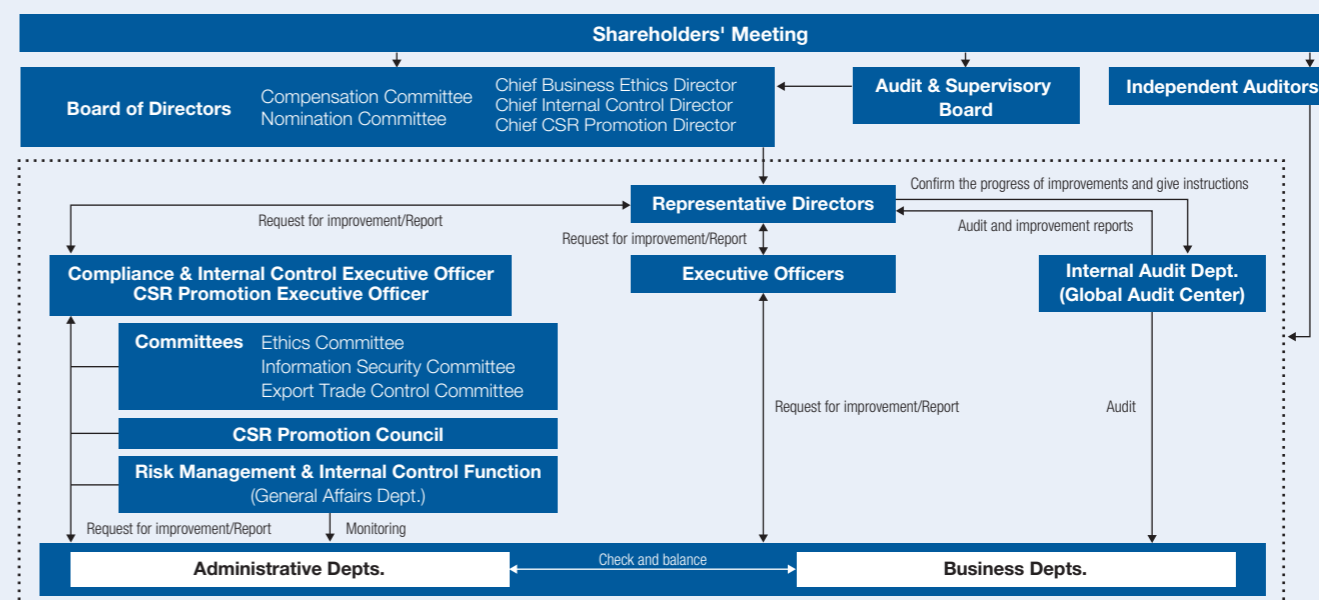 Shareholders' Meeting
Board of Directors
Compensation Committee
Nomination Committee
Chief Business Ethics Director
Chief Internal Control Director
Chief CSR Promotion Director
Audit & Supervisory
Board
Independent Auditors
Representative Directors
Confirm the progress of improvements and give instructions
Audit and improvement reports
Request for improvement/Report
Request for improvement/Report
Compliance & Internal Control Executive Officer
CSR Promotion Executive Officer
Executive Officers
Internal Audit Dept.
(Global Audit Center)
Committees
Ethics Committee
Information Security Committee
Export Trade Control Committee
Request for improvement/Report
Audit
CSR Promotion Council
Risk Management & Internal Control Function
(General Affairs Dept.)
Request for improvement/Report
Monitoring
Administrative Depts.
Check and balance
Business Depts.